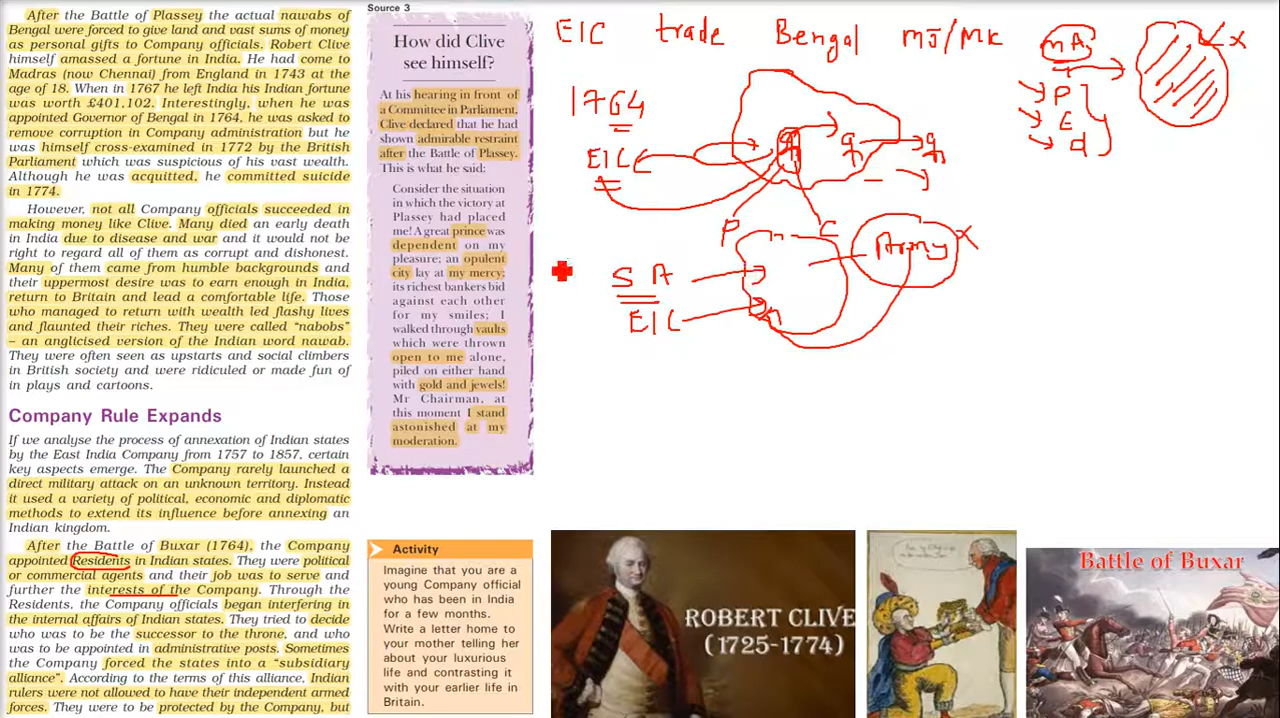 After the Battle of Plassey the actual nawabs of
Bengal were forced to give land and vast sums of money
as personal gifts to Company officials. Robert Clive
himself amassed a fortune in India. He had come to
Madras (now Chennai) from England in 1743 at the
age of 18. When in 1767 he left India his Indian fortune
was worth £401,102. Interestingly, when he was
appointed Governor of Bengal in 1764, he was asked to
remove corruption in Company administration but he
was himself cross-examined in 1772 by the British
Parliament which was suspicious of his vast wealth.
Although he was acquitted, he committed suicide
in 1774.
However, not all Company officials succeeded in
making money like Clive. Many died an early death
in India due to disease and war and it would not be
right to regard all of them as corrupt and dishonest.
Many of them came from humble backgrounds and
their uppermost desire was to earn enough in India,
return to Britain and lead a comfortable life. Those
who managed to return with wealth led flashy lives
and flaunted their riches. They were called "nabobs"
– an anglicised version of the Indian word nawab.
They were often seen as upstarts and social climbers
in British society and were ridiculed or made fun of
in plays and cartoons.
Company Rule Expands
If we analyse the process of annexation of Indian states
by the East India Company from 1757 to 1857, certain
key aspects emerge. The Company rarely launched a
direct military attack on an unknown territory. Instead
it used a variety of political, economic and diplomatic
methods to extend its influence before annexing an
Indian kingdom.
After the Battle of Buxar (1764), the Company
appointed Residents in Indian states. They were political
or commercial agents and their job was to serve and
further the interests of the Company. Through the
Residents, the Company officials began interfering in
the internal affairs of Indian states. They tried to decide
who was to be the successor to the throne, and who
was to be appointed in administrative posts. Sometimes
the Company forced the states into a "subsidiary
alliance". According to the terms of this alliance, Indian
rulers were not allowed to have their independent armed
forces. They were to be protected by the Company, but
Source 3
How did Clive
see himself?
At his hearing in front of
a Committee in Parliament,
Clive declared that he had
shown admirable restraint
after the Battle of Plassey.
This is what he said:
Consider the situation
in which the victory at
Plassey had placed
me! A great prince was
dependent on my
pleasure; an opulent
city lay at my mercy;
its richest bankers bid
against each other
for my smiles; I
walked through vaults
which were thrown
open to me alone,
piled on either hand
with gold and jewels!
Mr Chairman, at
this moment I stand
astonished at my
moderation.
Activity
Imagine that you are a
young Company official
who has been in India
for a few months.
Write a letter home to
your mother telling her
about your luxurious
life and contrasting it
with your earlier life in
Britain.
EIC trade Bengal MJ/MK
1764
EIC
P E
Army x
S A
EIC
MA x
P
E
d
ROBERT CLIVE
(1725-1774)
Battle of Buxar